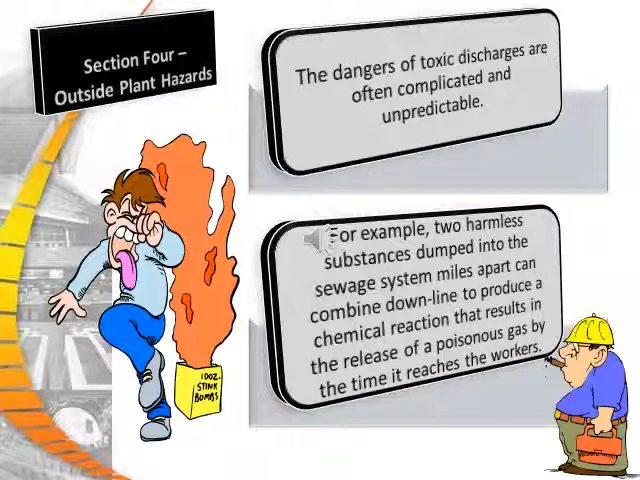 Section Four –
Outside Plant Hazards
The dangers of toxic discharges are
often complicated and
unpredictable.
For example, two harmless
substances dumped into the
sewage system miles apart can
combine down-line to produce a
chemical reaction that results in
the release of a poisonous gas by
the time it reaches the workers.
10OZ.
STINK
BOMBS